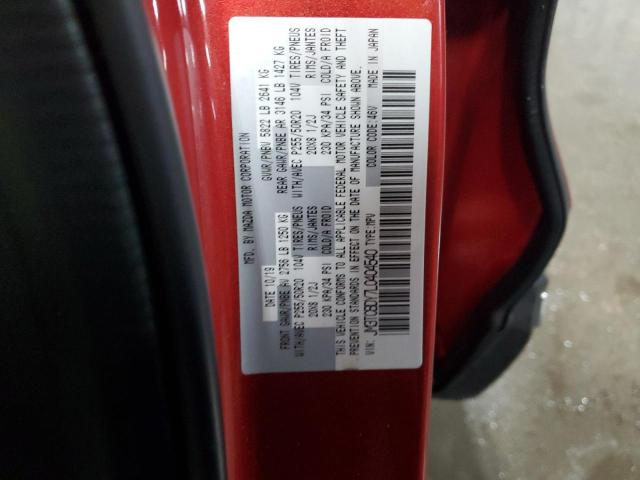 MFD. BY MAZDA MOTOR CORPORATION
DATE 10/19 GVWR/PNBV 5822 LB 2641 KG
FRONT GAWR/PNBE AV 2756 LB 1250 KG REAR GAWR/PNBE AR 3146 LB 1427 KG
WITH/AVEC P255/50R20 104V TIRES/PNEUS WITH/AVEC P255/50R20 104V TIRES/PNEUS
20X8 1/2J RIMS/JANTES 20X8 1/2J RIMS/JANTES
230 KPA/34 PSI COLD/A FROID 230 KPA/34 PSI COLD/A FROID
THIS VEHICLE CONFORMS TO ALL APPLICABLE FEDERAL MOTOR VEHICLE SAFETY AND THEFT
PREVENTION STANDARDS IN EFFECT ON THE DATE OF MANUFACTURE SHOWN ABOVE.
COLOR CODE: 46V MADE IN JAPAN
VIN: JM3TCBDY7L0404540 TYPE: MPV